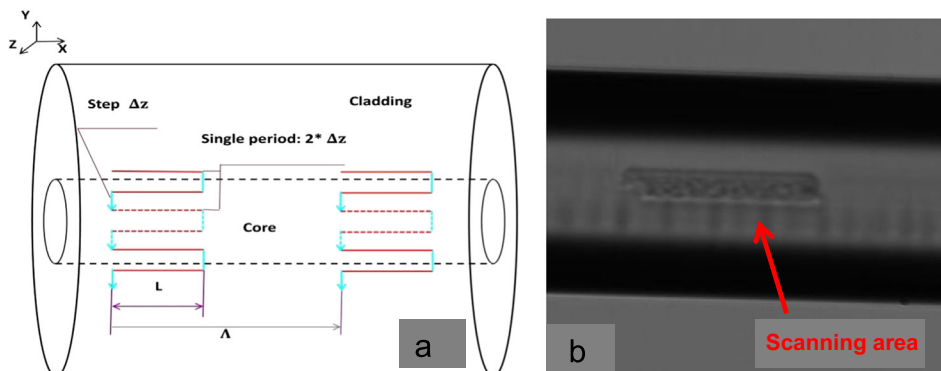 Y
Z
X
Step Δz
Cladding
Single period: 2* Δz
Core
L
Λ
a
b
Scanning area